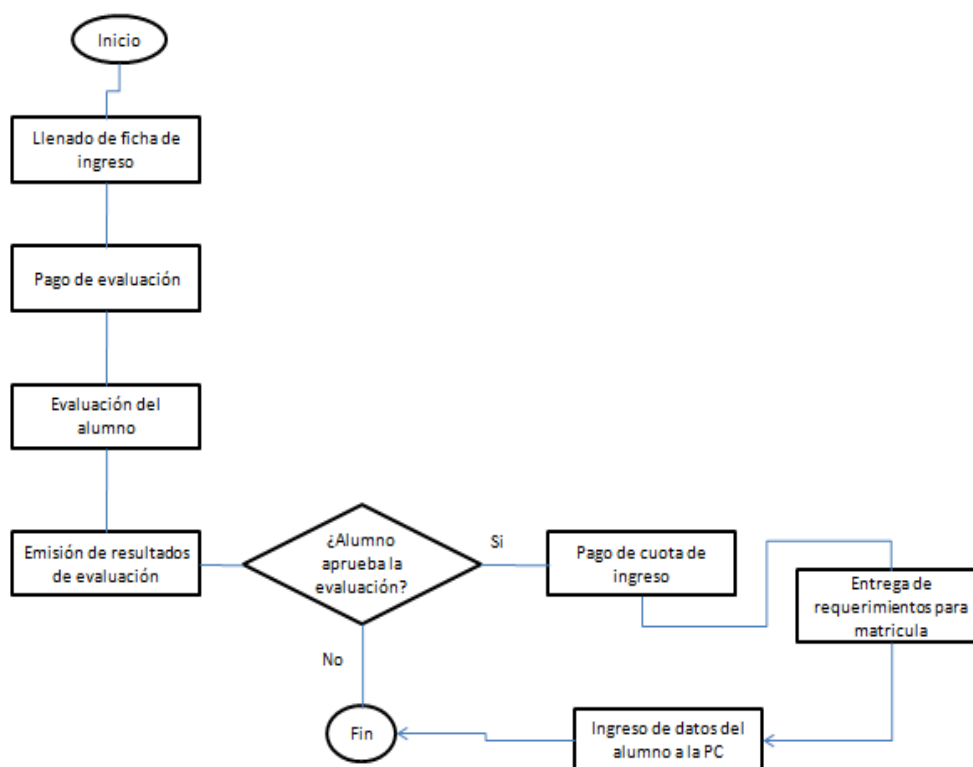 Inicio
Llenado de ficha de
ingreso
Pago de evaluación
Evaluación del
alumno
Emisión de resultados
de evaluación
¿Alumno
aprueba la
evaluación?
Si
Pago de cuota de
ingreso
Entrega de
requerimientos para
matricula
No
Fin
Ingreso de datos del
alumno a la PC